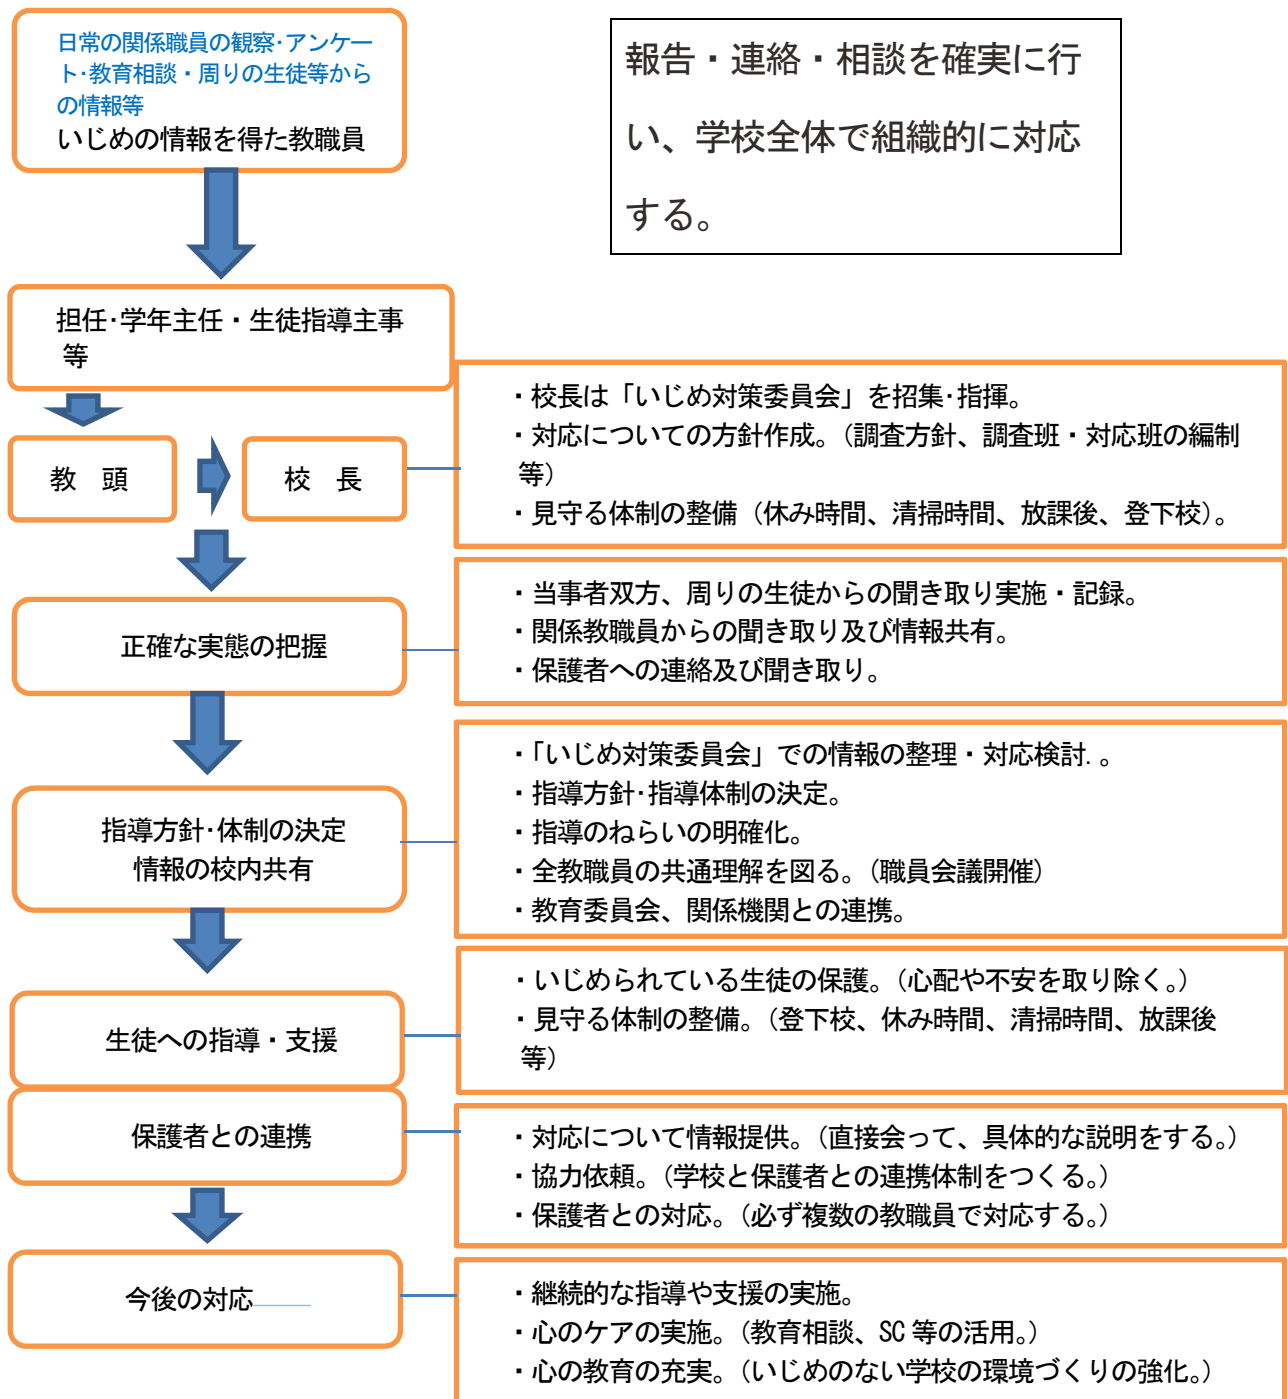 日常の関係職員の観察･アンケー
ト･教育相談・周りの生徒等から
の情報等
いじめの情報を得た教職員
報告・連絡・相談を確実に行
い、学校全体で組織的に対応
する。
担任･学年主任・生徒指導主事
等
教　頭
校　長
・校長は「いじめ対策委員会」を招集･指揮。
・対応についての方針作成。（調査方針、調査班・対応班の編制
等）
・見守る体制の整備（休み時間、清掃時間、放課後、登下校）。
正確な実態の把握
・当事者双方、周りの生徒からの聞き取り実施・記録。
・関係教職員からの聞き取り及び情報共有。
・保護者への連絡及び聞き取り。
指導方針･体制の決定
情報の校内共有
・「いじめ対策委員会」での情報の整理・対応検討.。
・指導方針･指導体制の決定。
・指導のねらいの明確化。
・全教職員の共通理解を図る。（職員会議開催）
・教育委員会、関係機関との連携。
生徒への指導・支援
・いじめられている生徒の保護。（心配や不安を取り除く。）
・見守る体制の整備。（登下校、休み時間、清掃時間、放課後
等）
保護者との連携
・対応について情報提供。（直接会って、具体的な説明をする。）
・協力依頼。（学校と保護者との連携体制をつくる。）
・保護者との対応。（必ず複数の教職員で対応する。）
今後の対応
・継続的な指導や支援の実施。
・心のケアの実施。（教育相談、SC 等の活用。）
・心の教育の充実。（いじめのない学校の環境づくりの強化。）